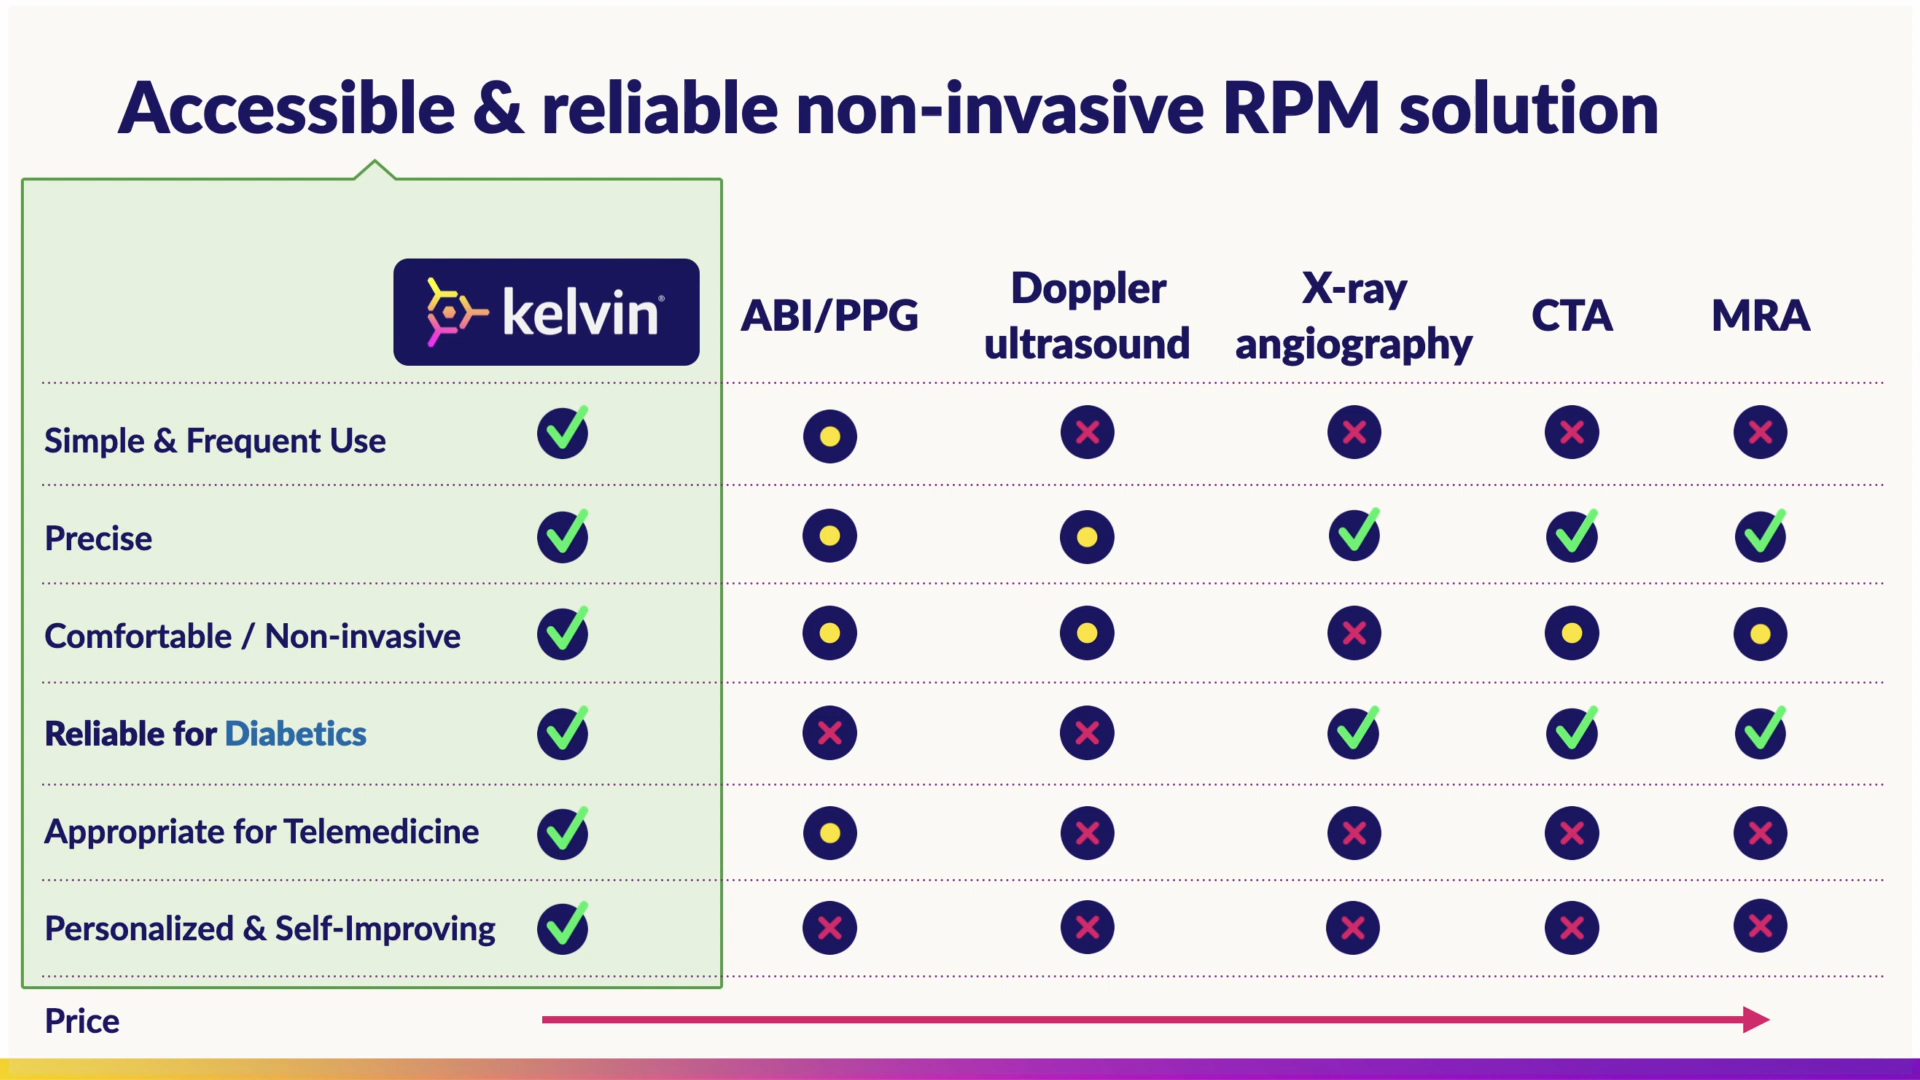 Accessible & reliable non-invasive RPM solution
kelvin®
ABI/PPG
Doppler
ultrasound
X-ray
angiography
CTA
MRA
Simple & Frequent Use
Precise
Comfortable / Non-invasive
Reliable for Diabetics
Appropriate for Telemedicine
Personalized & Self-Improving
Price